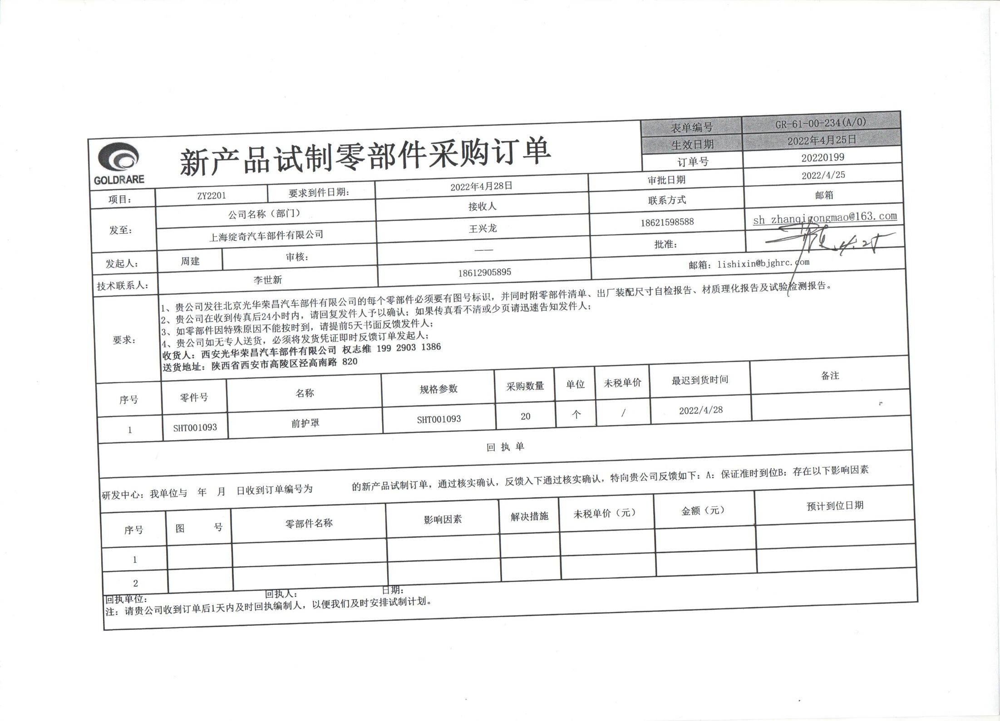 GOLDRARE
新产品试制零部件采购订单
表单编号 GR-61-00-234(A/0)
生效日期 2022年4月25日
订单号 20220199
项目： ZY2201 要求到件日期： 2022年4月28日 审批日期 2022/4/25
发至： 公司名称（部门） 接收人 联系方式 邮箱
上海绽奇汽车部件有限公司 王兴龙 18621598588 sh_zhanqigongmao@163.com
发起人： 周建 审核： —— 批准： 4.25
技术联系人： 李世新 18612905895 邮箱：lishixin@bjghrc.com
要求：
1、贵公司发往北京光华荣昌汽车部件有限公司的每个零部件必须要有图号标识，并同时附零部件清单、出厂装配尺寸自检报告、材质理化报告及试验检测报告。
2、贵公司在收到传真后24小时内，请回复发件人予以确认；如果传真看不清或少页请迅速告知发件人；
3、如零部件因特殊原因不能按时到，请提前5天书面反馈发件人；
4、贵公司如无专人送货，必须将发货凭证即时反馈订单发起人；
收货人：西安光华荣昌汽车部件有限公司 权志维 199 2903 1386
送货地址：陕西省西安市高陵区泾高南路 820
序号 零件号 名称 规格参数 采购数量 单位 未税单价 最迟到货时间 备注
1 SHT001093 前护罩 SHT001093 20 个 / 2022/4/28
回 执 单
研发中心：我单位与 年 月 日收到订单编号为 的新产品试制订单，通过核实确认，反馈入下通过核实确认，特向贵公司反馈如下：A：保证准时到位B：存在以下影响因素
序号 图 号 零部件名称 影响因素 解决措施 未税单价（元） 金额（元） 预计到位日期
1
2
回执单位： 回执人： 日期：
注：请贵公司收到订单后1天内及时回执编制人，以便我们及时安排试制计划。